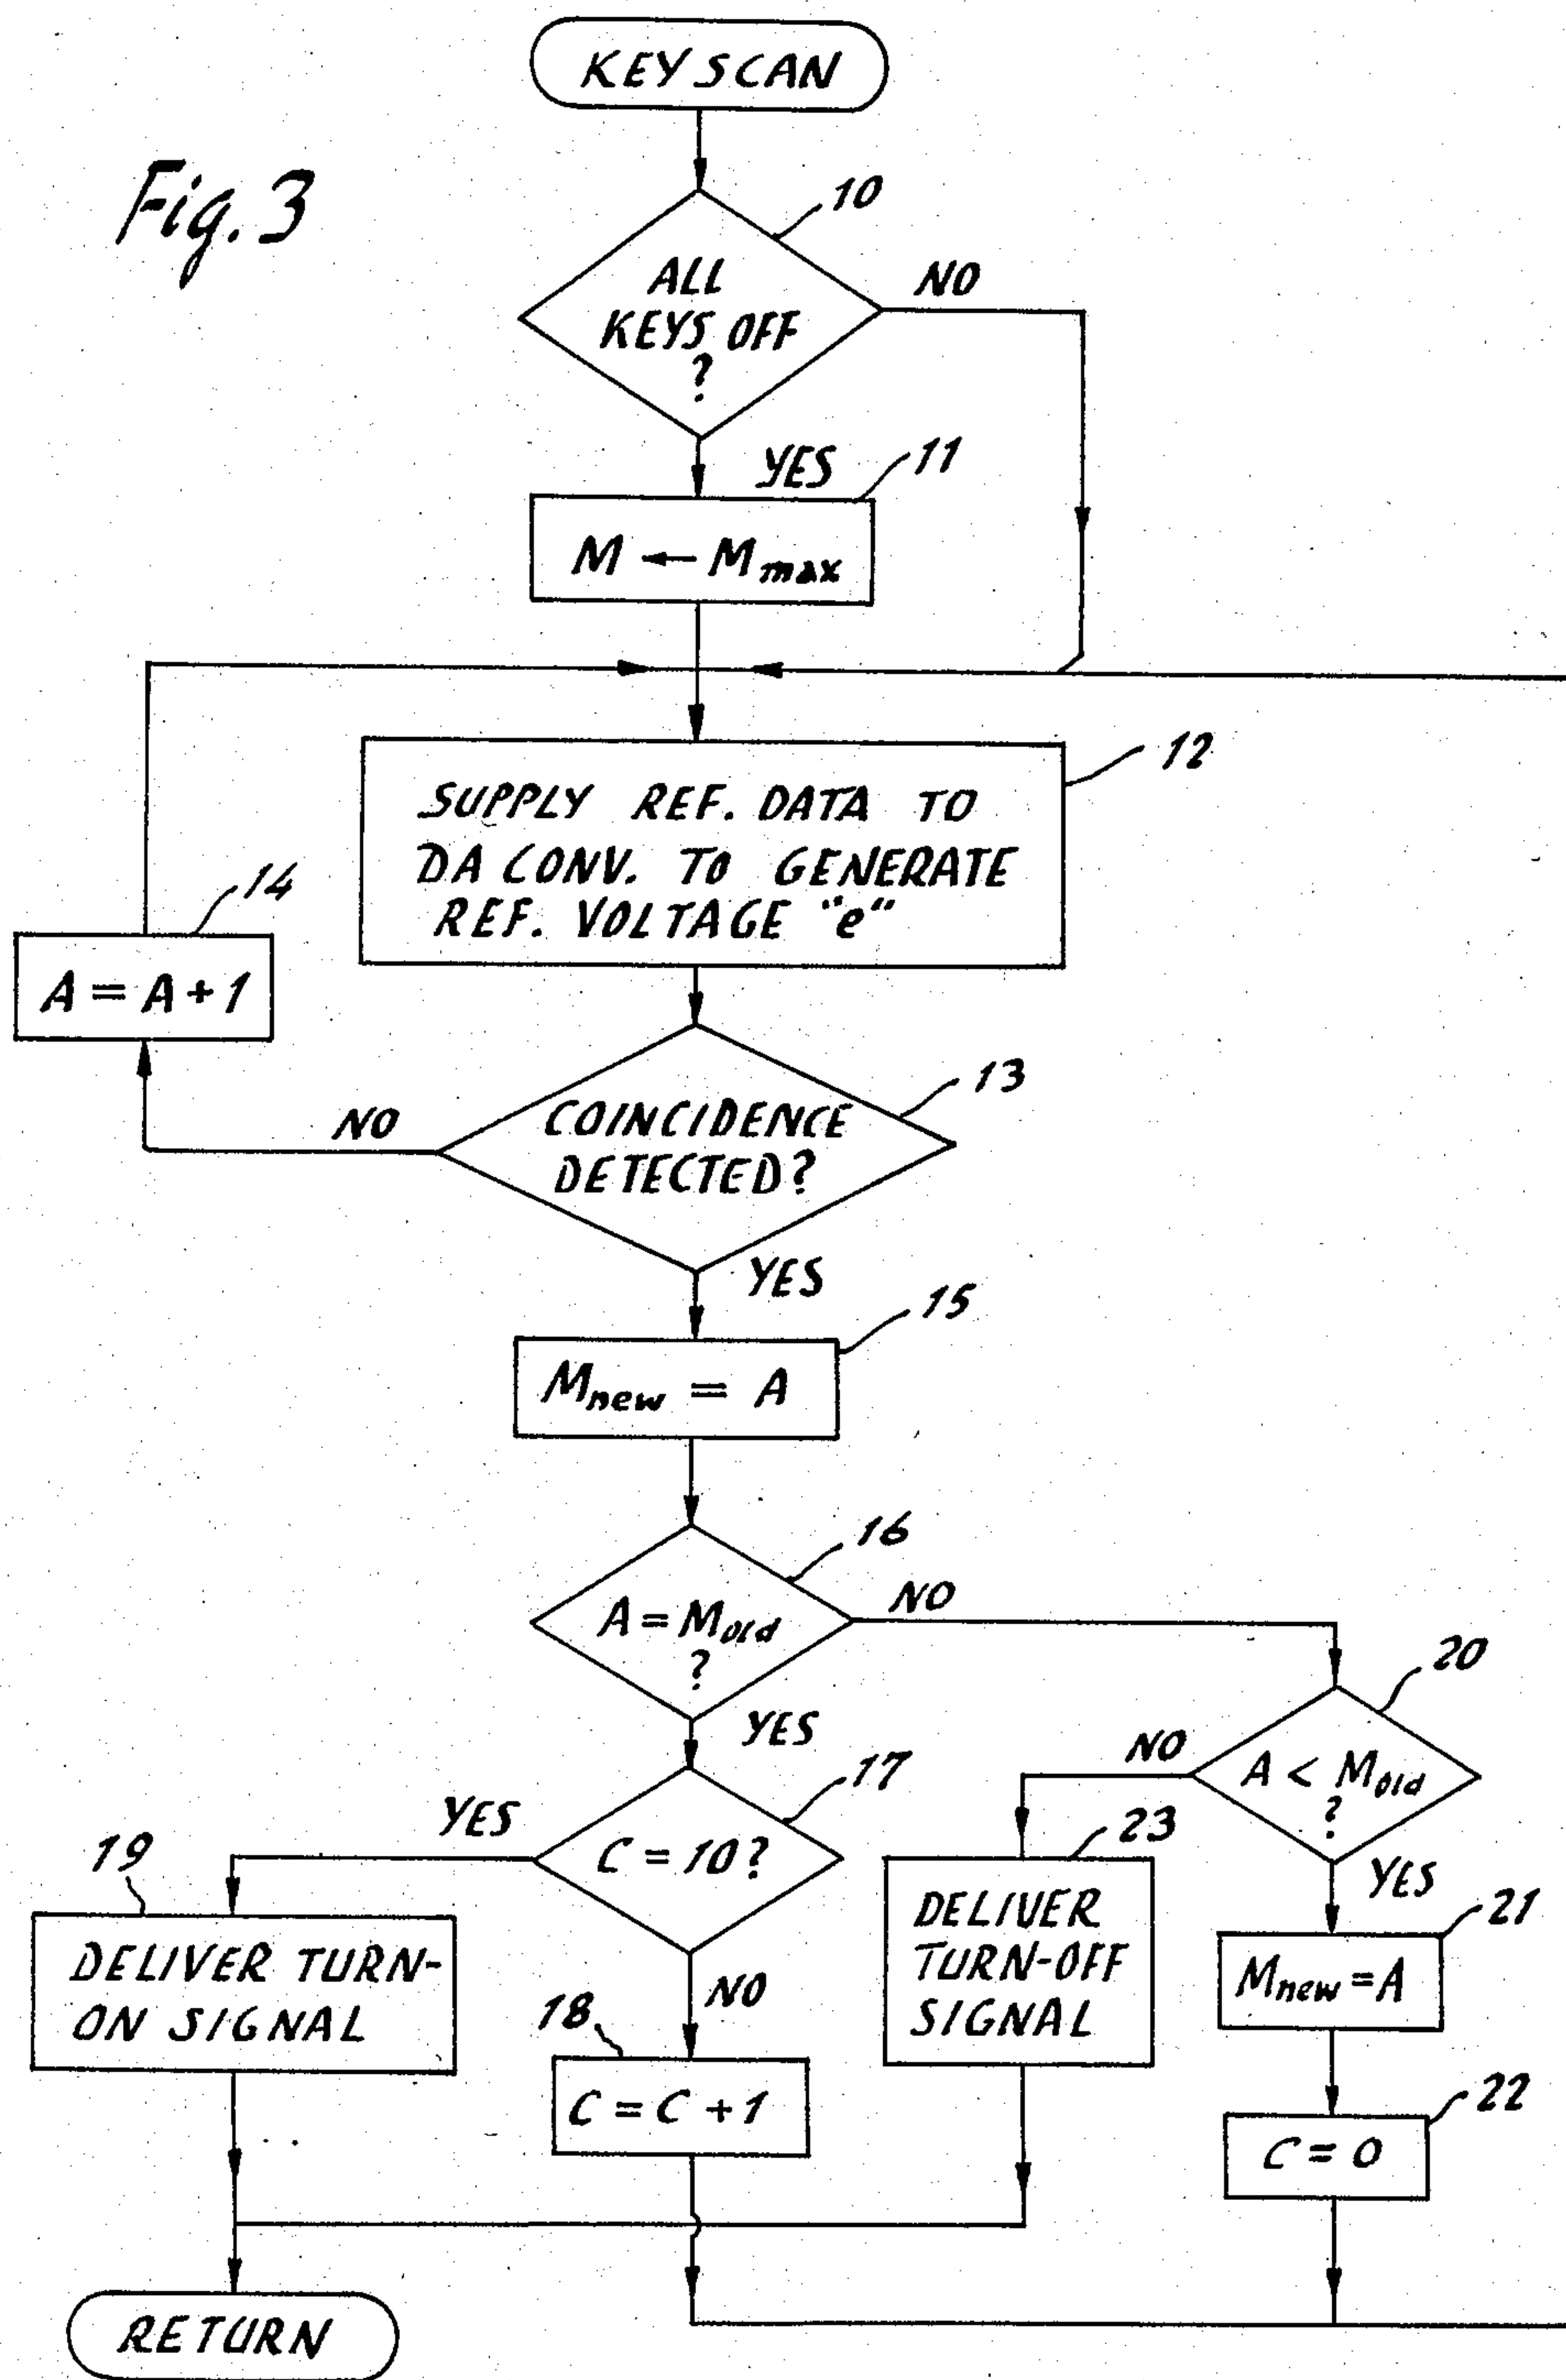 KEY SCAN
Fig. 3
10
ALL
KEYS OFF
?
NO
YES
11
M ← Mmax
12
SUPPLY REF. DATA TO
DA CONV. TO GENERATE
REF. VOLTAGE "e"
14
A = A + 1
13
COINCIDENCE
DETECTED?
NO
YES
15
Mnew = A
16
A = Mold
?
NO
YES
20
A < Mold
?
NO
YES
17
C = 10?
YES
NO
19
DELIVER TURN-
ON SIGNAL
18
C = C + 1
23
DELIVER
TURN-OFF
SIGNAL
21
Mnew = A
22
C = 0
RETURN